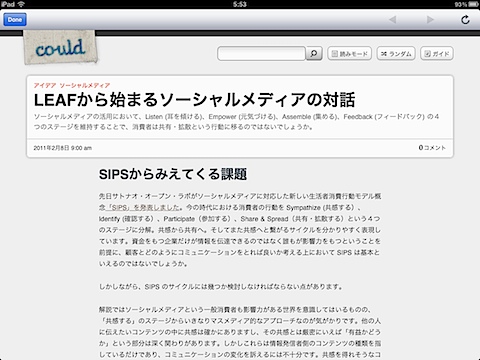 iPad 5:53 93%
Done
could
読みモード ランダム ガイド
アイデア ソーシャルメディア
LEAFから始まるソーシャルメディアの対話
ソーシャルメディアの活用において、Listen (耳を傾ける), Empower (元気づける), Assemble (集める), Feedback (フィードバック) の４
つのステージを維持することで、消費者は共有・拡散という行動に移るのではないでしょうか。
2011年2月8日 9:00 am 0コメント
SIPSからみえてくる課題
先日サトナオ・オープン・ラボがソーシャルメディアに対応した新しい生活者消費行動モデル概
念「SIPS」を発表しました。今の時代における消費者の行動を Sympathize (共感する) 、
Identify (確認する) 、Participate（参加する）、Share & Spread（共有・拡散する）という４つ
のステージに分解。共感から共有へ。そしてまた共感へと繋がるサイクルを分かりやすく表現し
ています。資金をもつ企業だけが情報を伝達できるのではなく誰もが影響力をもつということを
前提に、顧客とどのようにコミュニケーションをとれば良いか考える上において SIPS は基本と
いえるのではないでしょうか。
しかしながら、SIPS のサイクルには幾つか検討しなければならない点があります。
解説ではソーシャルメディアという一般消費者も影響力がある世界を意識してはいるものの、
「共感する」のステージからいきなりマスメディア的なアプローチなのが気がかりです。他の人
に伝えたいコンテンツの中に共感は確かにありますし、その共感とは厳密にいえば「有益かどう
か」という部分は深く関わりがあります。しかしこれらは情報発信者側のコンテンツの種類を指
しているだけであり、コミュニケーションの変化を訴えるには不十分です。共感を得れそうなコ